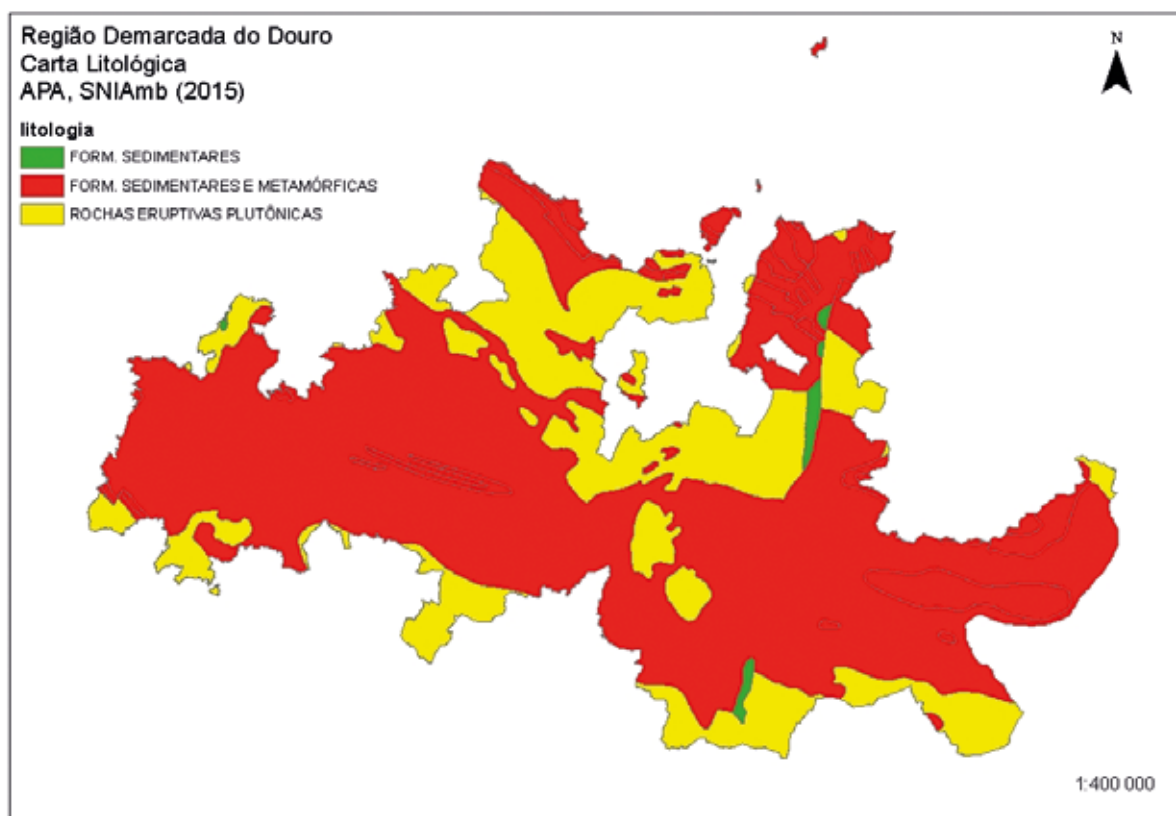 Região Demarcada do Douro
Carta Litológica
APA, SNIAmb (2015)
litologia
FORM. SEDIMENTARES
FORM. SEDIMENTARES E METAMÓRFICAS
ROCHAS ERUPTIVAS PLUTÔNICAS
N
1:400 000